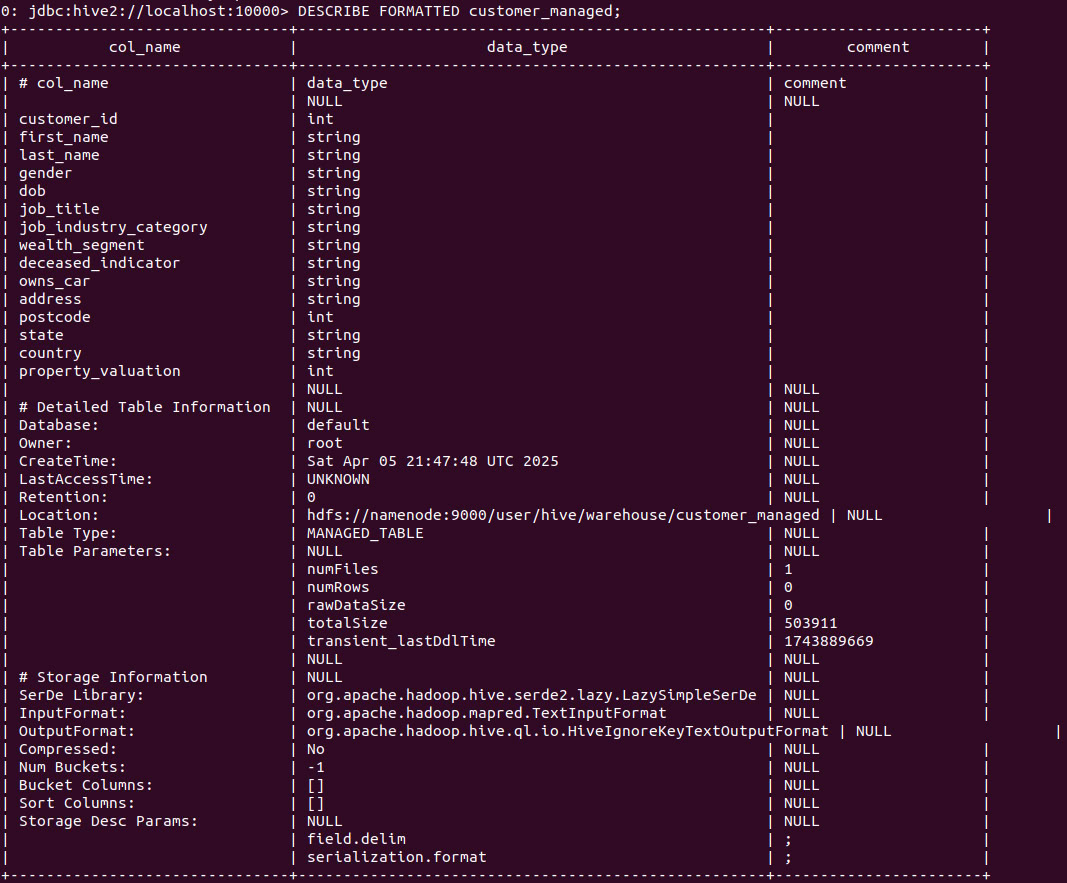 0: jdbc:hive2://localhost:10000> DESCRIBE FORMATTED customer_managed;
+-------------------------------+----------------------------------------------------+-----------------------+
|           col_name            |                     data_type                      |        comment        |
+-------------------------------+----------------------------------------------------+-----------------------+
| # col_name                    | data_type                                          | comment               |
|                               | NULL                                               | NULL                  |
| customer_id                   | int                                                |                       |
| first_name                    | string                                             |                       |
| last_name                     | string                                             |                       |
| gender                        | string                                             |                       |
| dob                           | string                                             |                       |
| job_title                     | string                                             |                       |
| job_industry_category         | string                                             |                       |
| wealth_segment                | string                                             |                       |
| deceased_indicator            | string                                             |                       |
| owns_car                      | string                                             |                       |
| address                       | string                                             |                       |
| postcode                      | int                                                |                       |
| state                         | string                                             |                       |
| country                       | string                                             |                       |
| property_valuation            | int                                                |                       |
|                               | NULL                                               | NULL                  |
| # Detailed Table Information  | NULL                                               | NULL                  |
| Database:                     | default                                            | NULL                  |
| Owner:                        | root                                               | NULL                  |
| CreateTime:                   | Sat Apr 05 21:47:48 UTC 2025                       | NULL                  |
| LastAccessTime:               | UNKNOWN                                            | NULL                  |
| Retention:                    | 0                                                  | NULL                  |
| Location:                     | hdfs://namenode:9000/user/hive/warehouse/customer_managed | NULL                  |
| Table Type:                   | MANAGED_TABLE                                      | NULL                  |
| Table Parameters:             | NULL                                               | NULL                  |
|                               | numFiles                                           | 1                     |
|                               | numRows                                            | 0                     |
|                               | rawDataSize                                        | 0                     |
|                               | totalSize                                          | 503911                |
|                               | transient_lastDdlTime                              | 1743889669            |
|                               | NULL                                               | NULL                  |
| # Storage Information         | NULL                                               | NULL                  |
| SerDe Library:                | org.apache.hadoop.hive.serde2.lazy.LazySimpleSerDe | NULL                  |
| InputFormat:                  | org.apache.hadoop.mapred.TextInputFormat           | NULL                  |
| OutputFormat:                 | org.apache.hadoop.hive.ql.io.HiveIgnoreKeyTextOutputFormat | NULL                  |
| Compressed:                   | No                                                 | NULL                  |
| Num Buckets:                  | -1                                                 | NULL                  |
| Bucket Columns:               | []                                                 | NULL                  |
| Sort Columns:                 | []                                                 | NULL                  |
| Storage Desc Params:          | NULL                                               | NULL                  |
|                               | field.delim                                        | ;                     |
|                               | serialization.format                               | ;                     |
+-------------------------------+----------------------------------------------------+-----------------------+